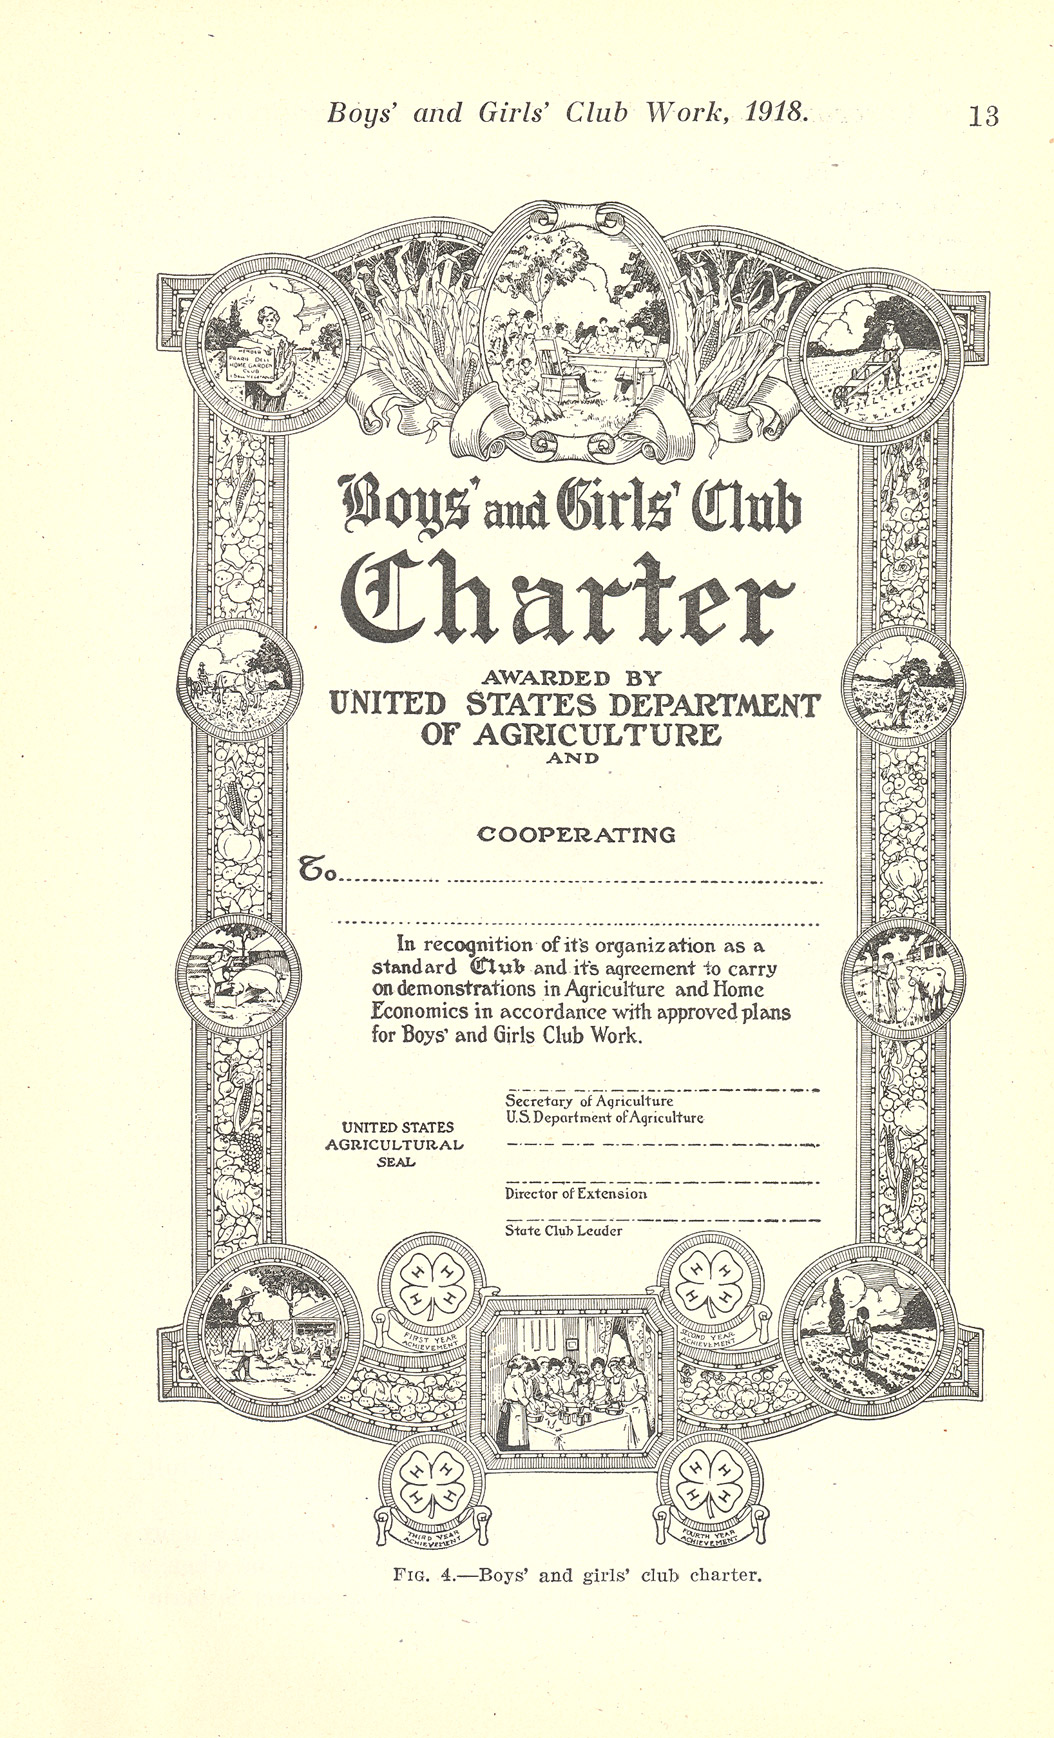 Boys' and Girls' Club Work, 1918.
13
MEMBER
HOME GARDEN
CLUB
Boys' and Girls' Club
Charter
AWARDED BY
UNITED STATES DEPARTMENT
OF AGRICULTURE
AND
COOPERATING
To
In recognition of it's organization as a
standard Club and it's agreement to carry
on demonstrations in Agriculture and Home
Economics in accordance with approved plans
for Boys' and Girls Club Work.
Secretary of Agriculture
U.S. Department of Agriculture
UNITED STATES
AGRICULTURAL
SEAL
Director of Extension
State Club Leader
H H
H H
FIRST YEAR
ACHIEVEMENT
H H
H H
SECOND YEAR
ACHIEVEMENT
H H
H H
THIRD YEAR
ACHIEVEMENT
H H
H H
FOURTH YEAR
ACHIEVEMENT
FIG. 4.—Boys' and girls' club charter.